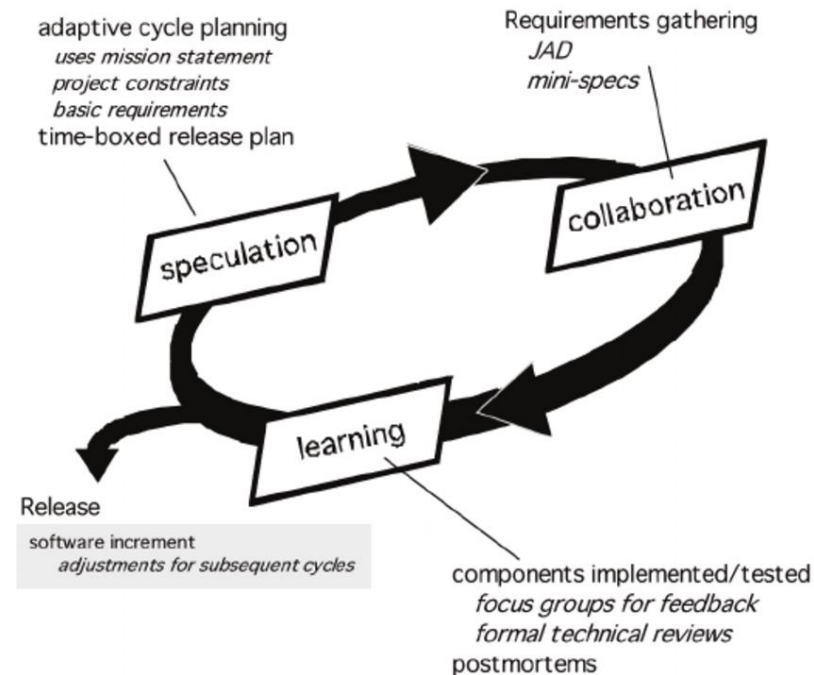 adaptive cycle planning
uses mission statement
project constraints
basic requirements
time-boxed release plan
Requirements gathering
JAD
mini-specs
speculation
collaboration
learning
Release
software increment
adjustments for subsequent cycles
components implemented/tested
focus groups for feedback
formal technical reviews
postmortems